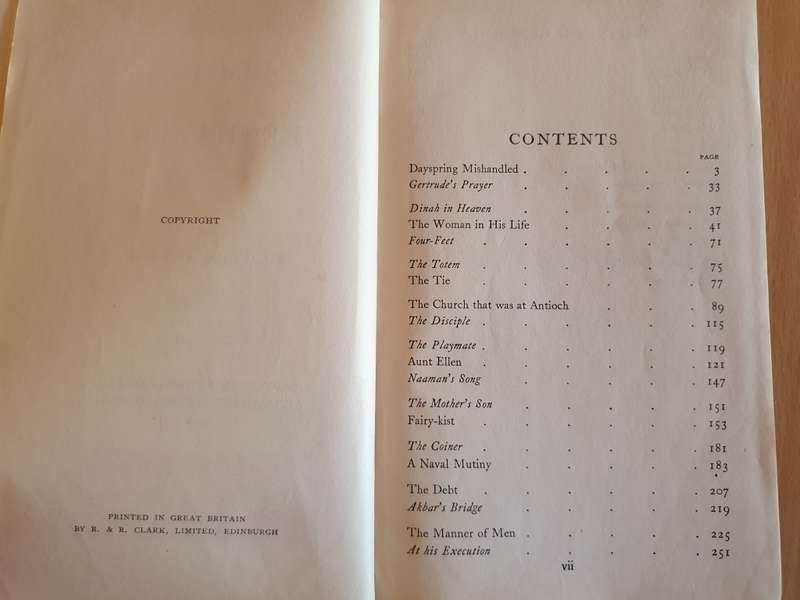 COPYRIGHT
PRINTED IN GREAT BRITAIN
BY R. & R. CLARK, LIMITED, EDINBURGH
CONTENTS
PAGE
Dayspring Mishandled . . . . . 3
Gertrude's Prayer . . . . . 33
Dinah in Heaven . . . . . 37
The Woman in His Life . . . . 41
Four-Feet . . . . . . 71
The Totem . . . . . . 75
The Tie . . . . . . 77
The Church that was at Antioch . . . 89
The Disciple . . . . . . 115
The Playmate . . . . . . 119
Aunt Ellen . . . . . . 121
Naaman's Song . . . . . 147
The Mother's Son . . . . . 151
Fairy-kist . . . . . . 153
The Coiner . . . . . . 181
A Naval Mutiny . . . . . 183
The Debt . . . . . . 207
Akbar's Bridge . . . . . 219
The Manner of Men . . . . . 225
At his Execution . . . . . 251
vii